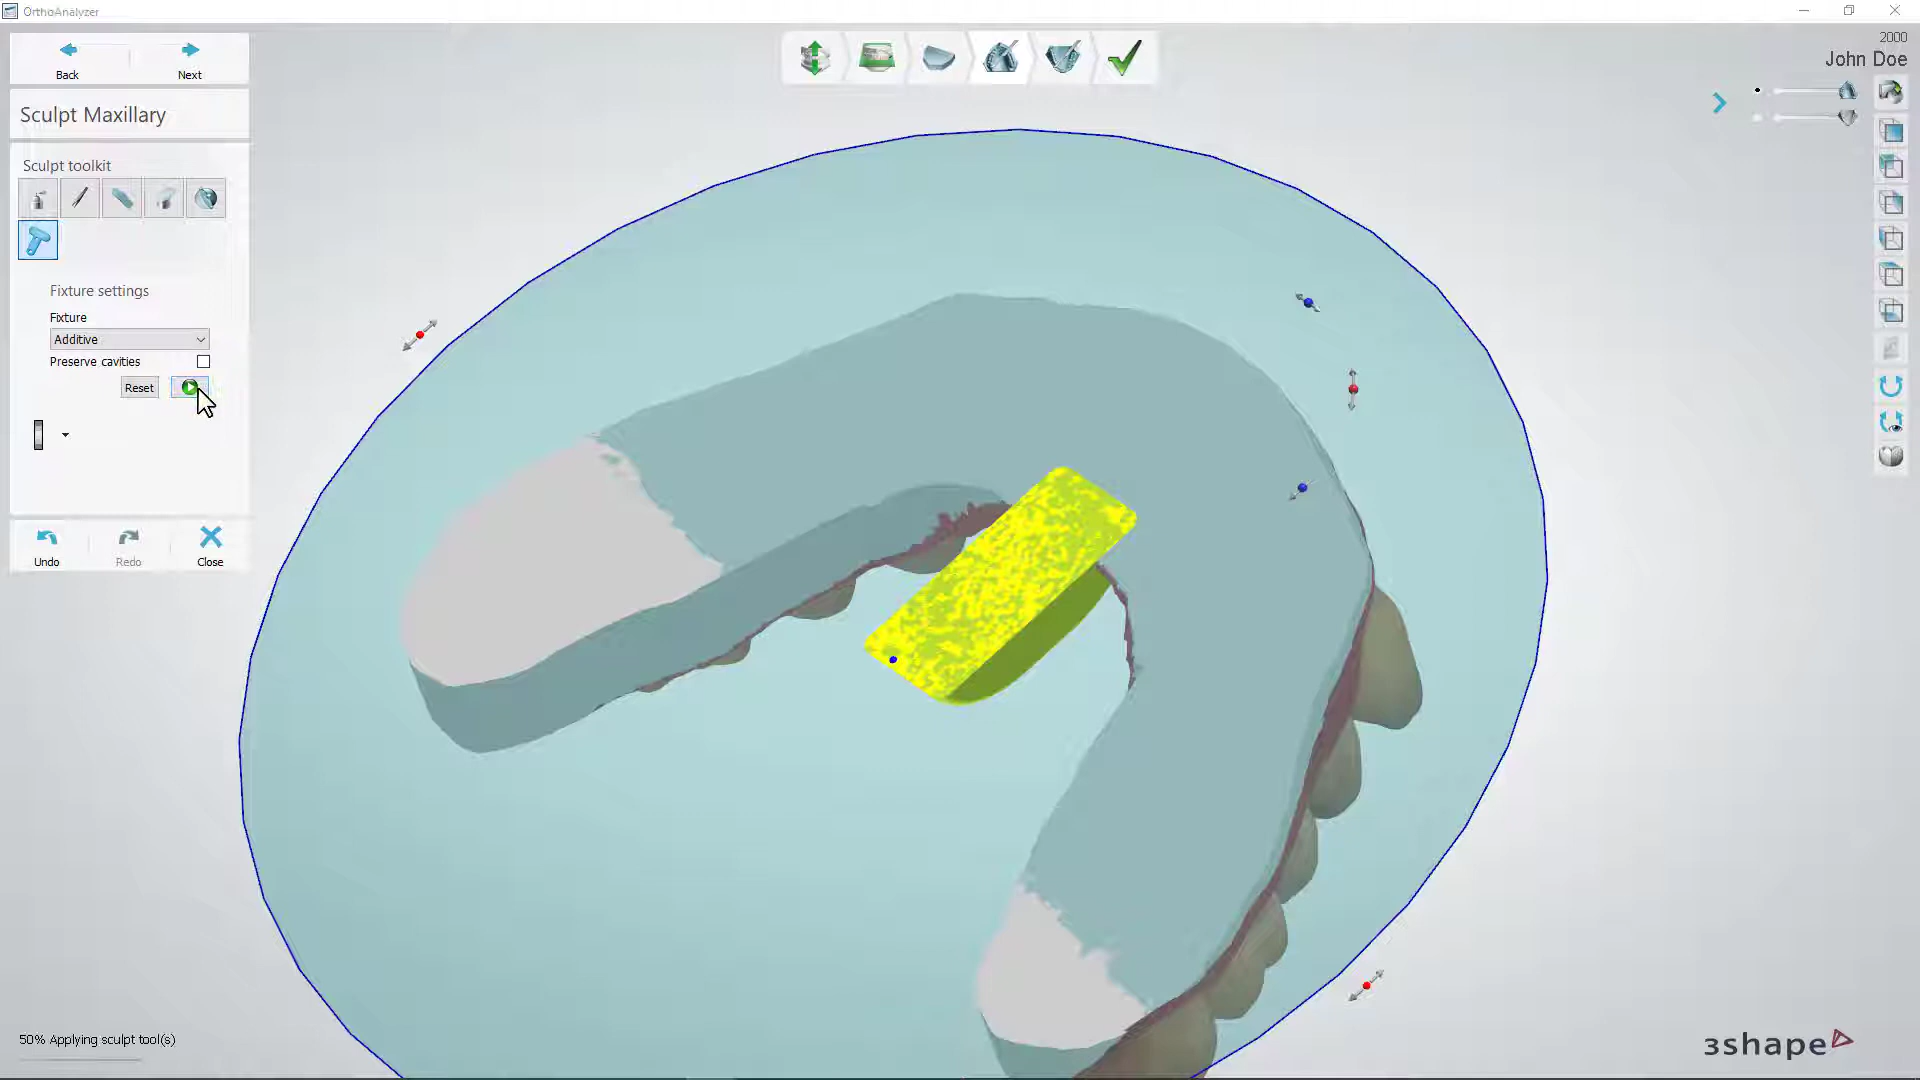 OrthoAnalyzer
2000
John Doe
Back
Next
Sculpt Maxillary
Sculpt toolkit
Fixture settings
Fixture
Additive
Preserve cavities
Reset
Undo
Redo
Close
50% Applying sculpt tool(s)
3shape